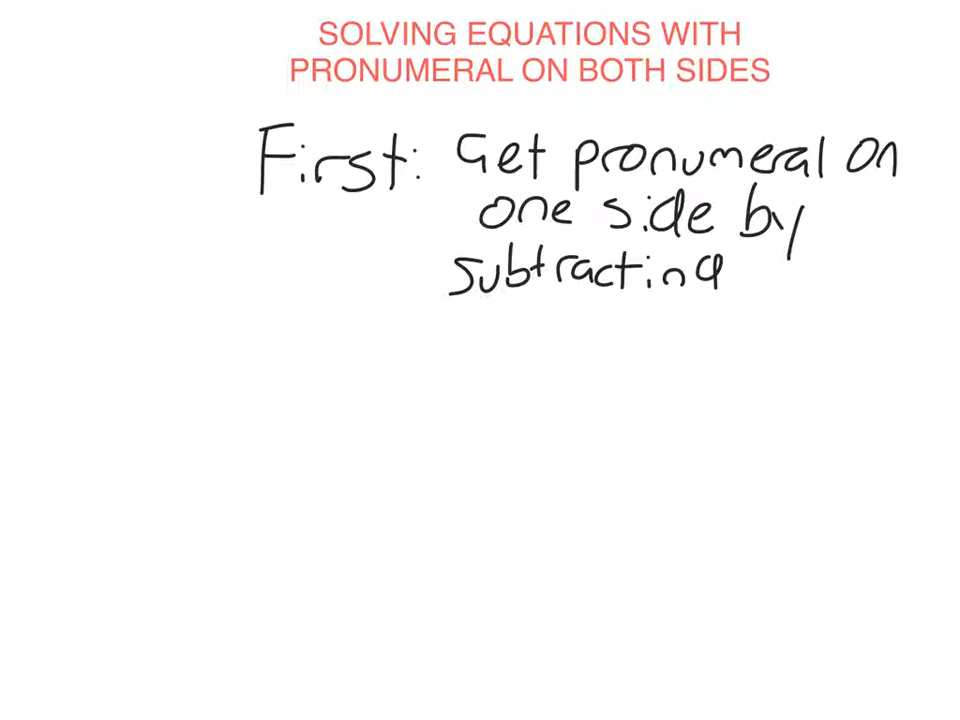 SOLVING EQUATIONS WITH
PRONUMERAL ON BOTH SIDES
First: Get pronumeral on
one side by
subtracting